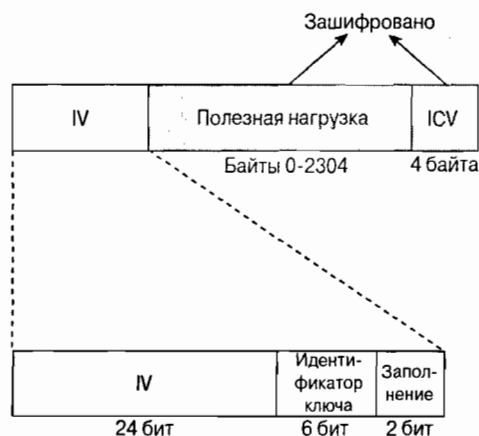 Зашифровано
IV
Полезная нагрузка
ICV
Байты 0-2304
4 байта
IV
Иденти-
фикатор
ключа
Запол-
нение
24 бит
6 бит
2 бит